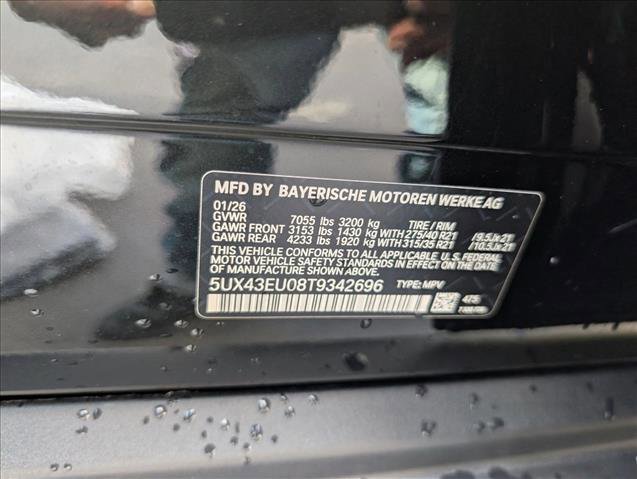 MFD BY BAYERISCHE MOTOREN WERKE AG
01/26
GVWR 7055 lbs 3200 kg TIRE / RIM
GAWR FRONT 3153 lbs 1430 kg WITH 275/40 R21 /9.5Jx21
GAWR REAR 4233 lbs 1920 kg WITH 315/35 R21 /10.5Jx21
THIS VEHICLE CONFORMS TO ALL APPLICABLE U.S. FEDERAL
MOTOR VEHICLE SAFETY STANDARDS IN EFFECT ON THE DATE
OF MANUFACTURE SHOWN ABOVE.
5UX43EU08T9342696 TYPE: MPV
475